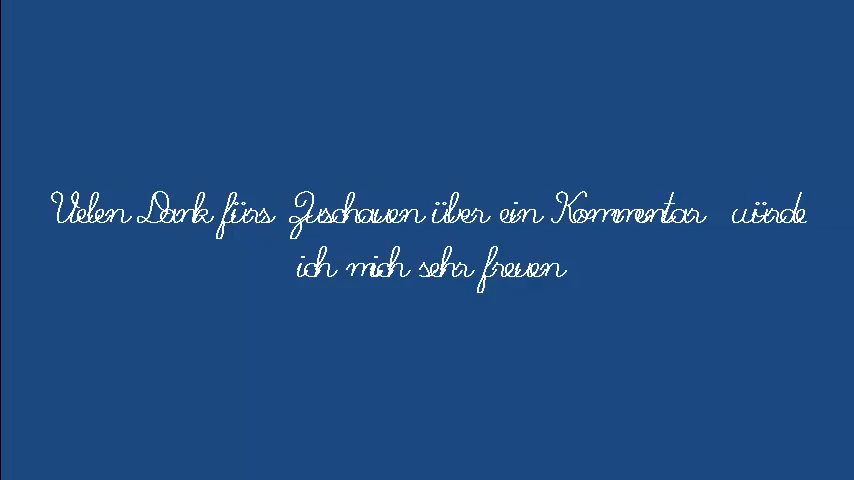 Vielen Dank fürs Zuschauen über ein Kommentar würde
ich mich sehr freuen